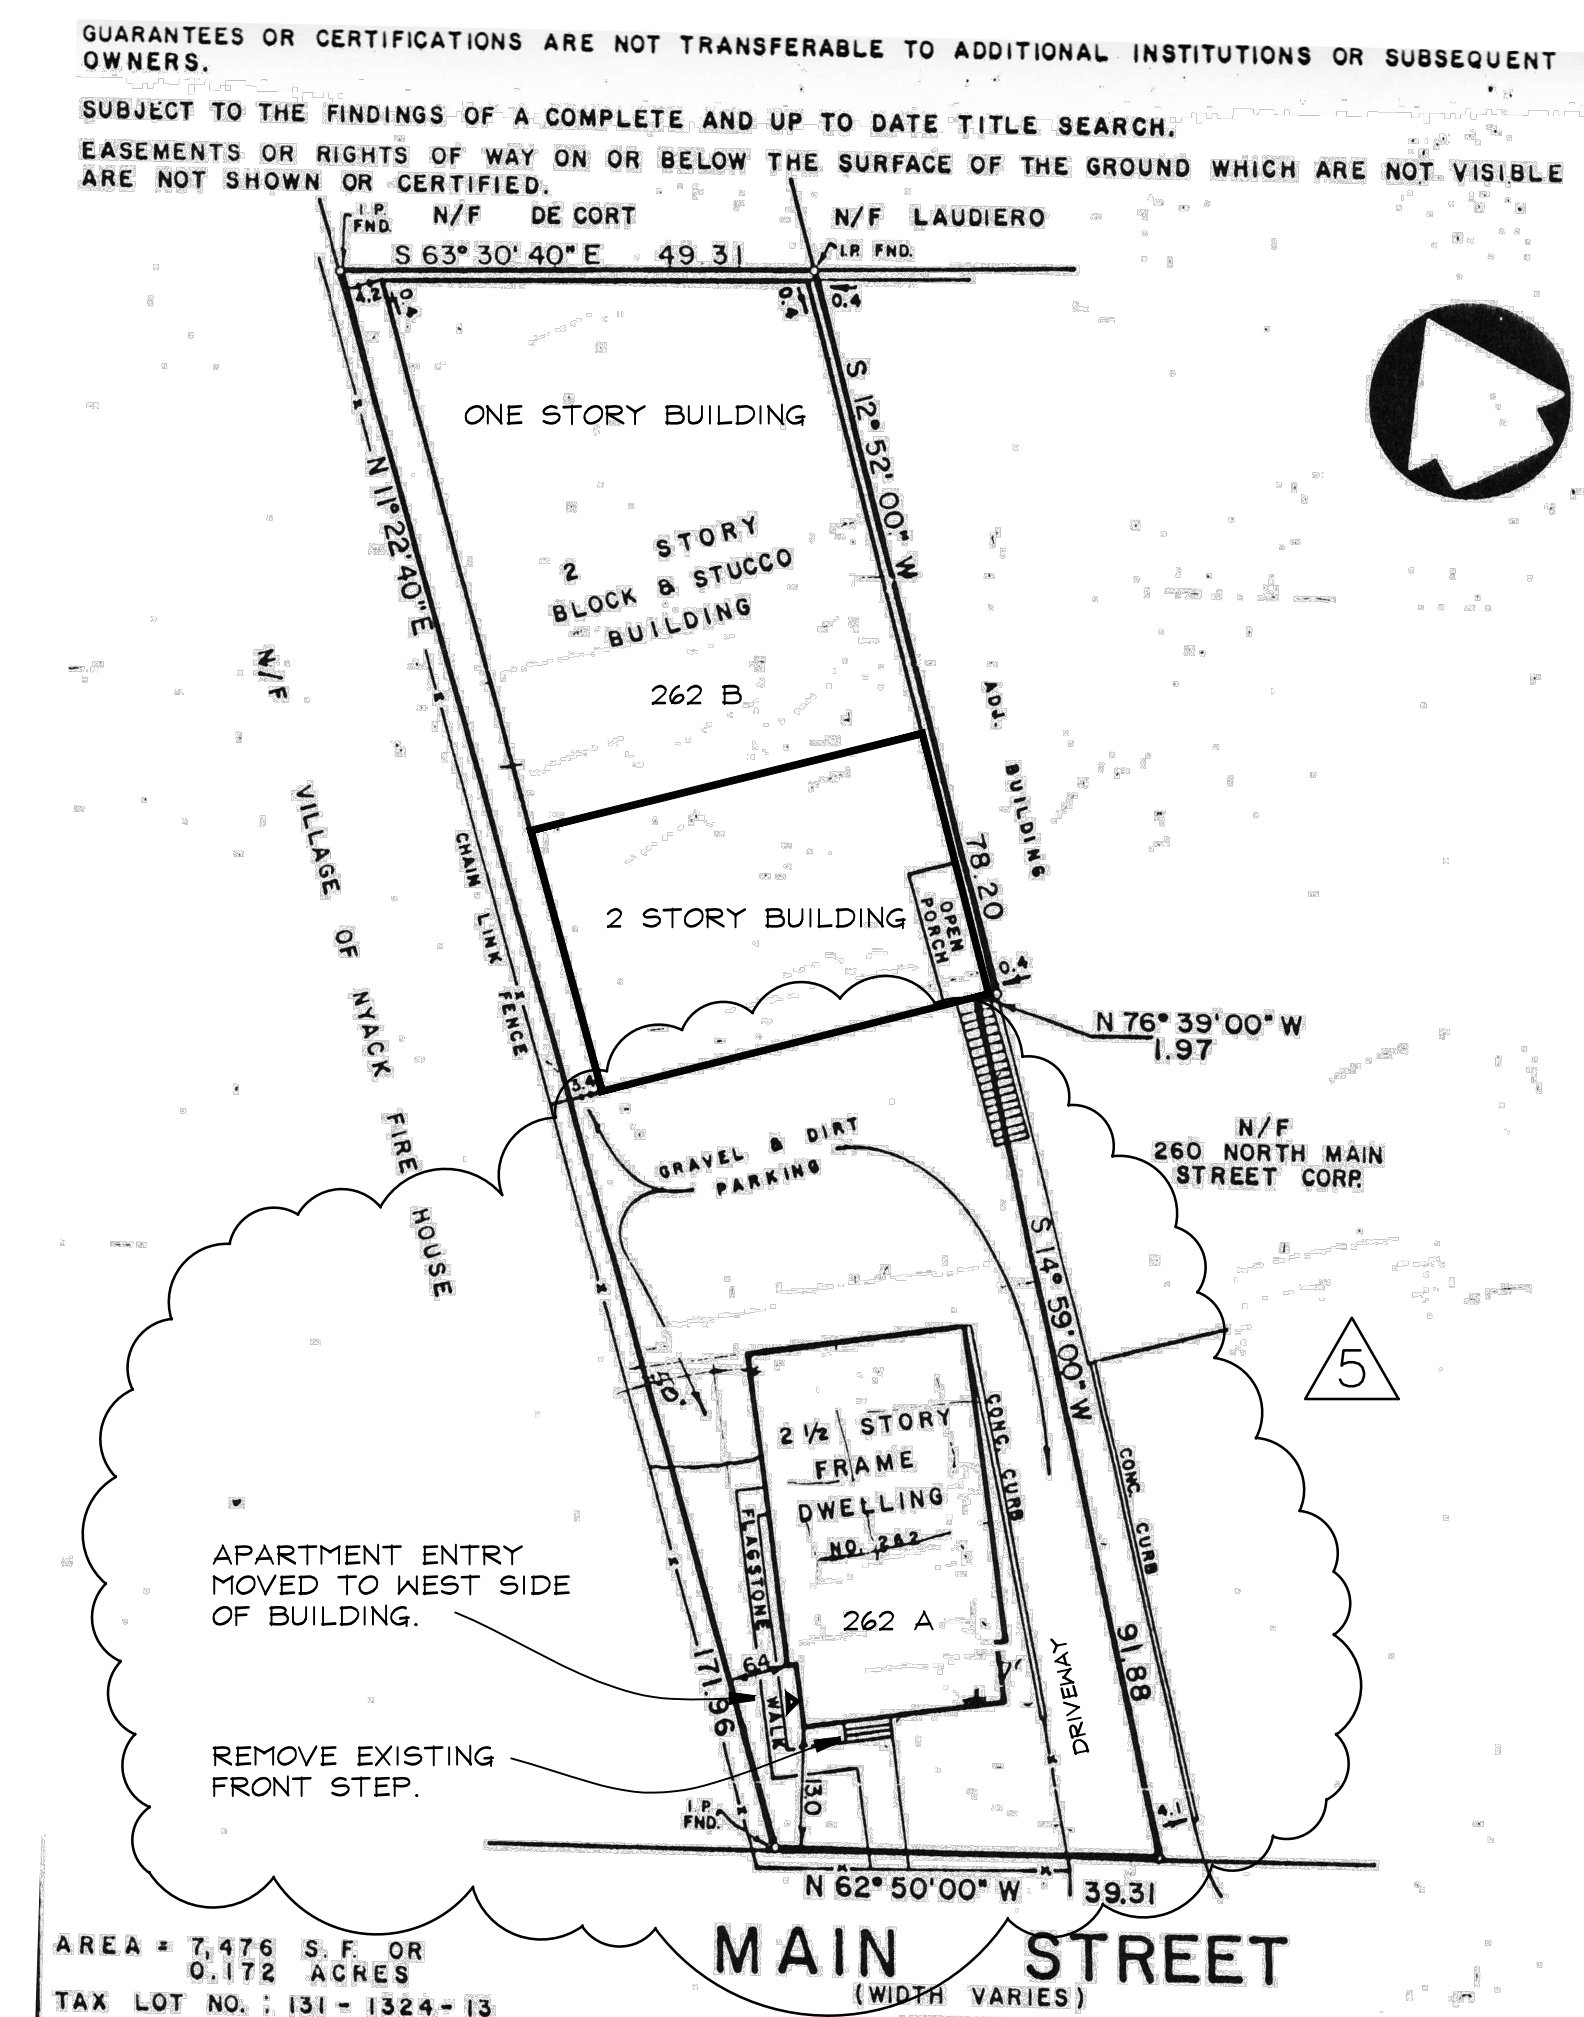 GUARANTEES OR CERTIFICATIONS ARE NOT TRANSFERABLE TO ADDITIONAL INSTITUTIONS OR SUBSEQUENT
OWNERS.
SUBJECT TO THE FINDINGS OF A COMPLETE AND UP TO DATE TITLE SEARCH.
EASEMENTS OR RIGHTS OF WAY ON OR BELOW THE SURFACE OF THE GROUND WHICH ARE NOT VISIBLE
ARE NOT SHOWN OR CERTIFIED.
I.P.
FND.
N/F DE CORT
N/F LAUDIERO
S 63° 30' 40" E 49.31
I.P. FND.
4.2
0.4
0.4
0.4
S 12° 52' 00" W
ONE STORY BUILDING
N 11° 22' 40" E
2 STORY
BLOCK & STUCCO
BUILDING
262 B
N/F
VILLAGE OF NYACK FIRE HOUSE
ADJ. BUILDING
CHAIN LINK FENCE
78.20
2 STORY BUILDING
OPEN
PORCH
0.4
N 76° 39' 00" W
1.97
3.4
GRAVEL & DIRT
PARKING
N/F
260 NORTH MAIN
STREET CORP.
S 14° 59' 00" W
5
2 1/2 STORY
FRAME
DWELLING
NO. 262
262 A
CONC. CURB
CONC. CURB
FLAGSTONE
WALK
APARTMENT ENTRY
MOVED TO WEST SIDE
OF BUILDING.
6.4
171.96
91.88
DRIVEWAY
REMOVE EXISTING
FRONT STEP.
13.0
I.P.
FND.
4.1
N 62° 50' 00" W 39.31
MAIN STREET
(WIDTH VARIES)
AREA = 7,476 S.F. OR
0.172 ACRES
TAX LOT NO. : 131 - 1324 - 13